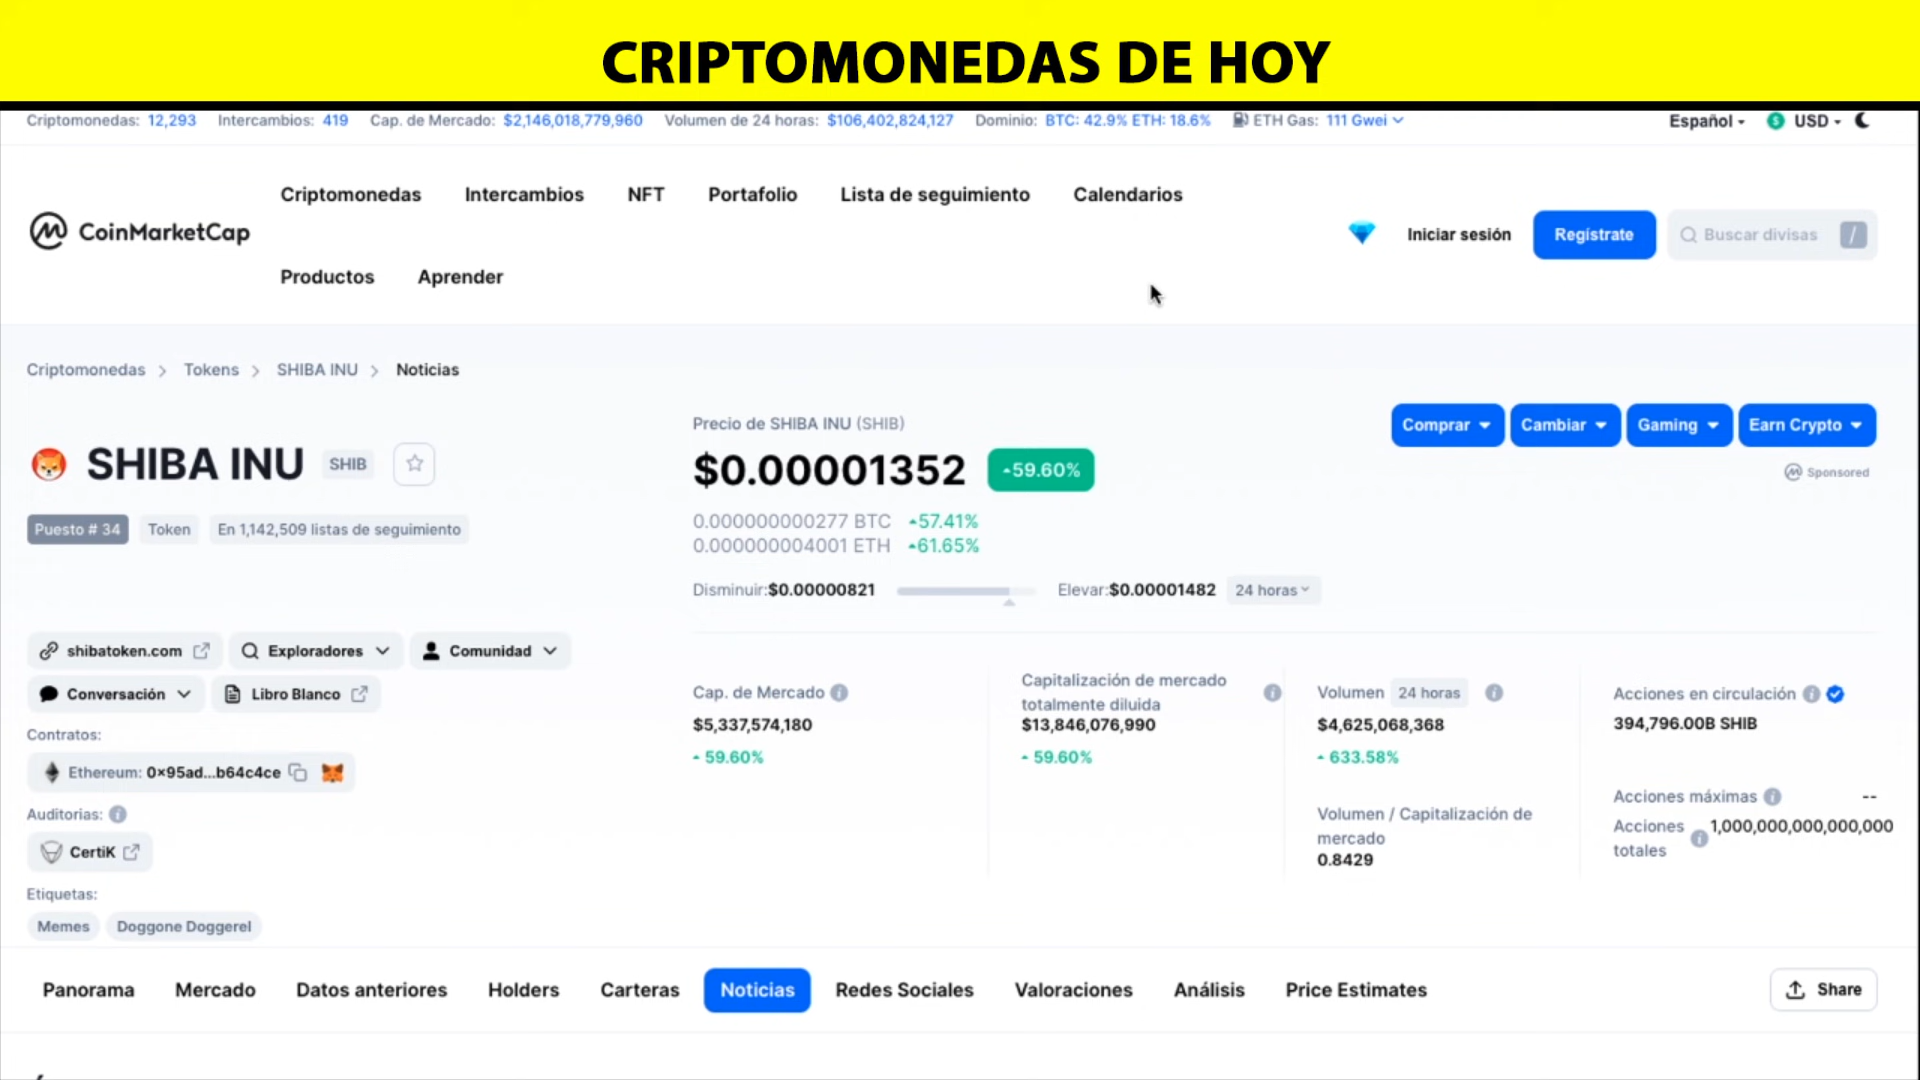 CRIPTOMONEDAS DE HOY
Criptomonedas: 12,293 Intercambios: 419 Cap. de Mercado: $2,146,018,779,960 Volumen de 24 horas: $106,402,824,127 Dominio: BTC: 42.9% ETH: 18.6% ETH Gas: 111 Gwei Español USD
Criptomonedas Intercambios NFT Portafolio Lista de seguimiento Calendarios
CoinMarketCap
Iniciar sesión Regístrate Buscar divisas /
Productos Aprender
Criptomonedas > Tokens > SHIBA INU > Noticias
SHIBA INU SHIB
Puesto # 34 Token En 1,142,509 listas de seguimiento
Precio de SHIBA INU (SHIB)
$0.00001352 59.60%
0.000000000277 BTC 57.41%
0.000000004001 ETH 61.65%
Disminuir:$0.00000821 Elevar:$0.00001482 24 horas
Comprar Cambiar Gaming Earn Crypto
Sponsored
shibatoken.com Exploradores Comunidad
Conversación Libro Blanco
Contratos:
Ethereum: 0x95ad...b64c4ce
Auditorias:
CertiK
Etiquetas:
Memes Doggone Doggerel
Cap. de Mercado
$5,337,574,180
59.60%
Capitalización de mercado
totalmente diluida
$13,846,076,990
59.60%
Volumen 24 horas
$4,625,068,368
633.58%
Volumen / Capitalización de
mercado
0.8429
Acciones en circulación
394,796.00B SHIB
Acciones máximas --
Acciones 1,000,000,000,000,000
totales
Panorama Mercado Datos anteriores Holders Carteras Noticias Redes Sociales Valoraciones Análisis Price Estimates Share